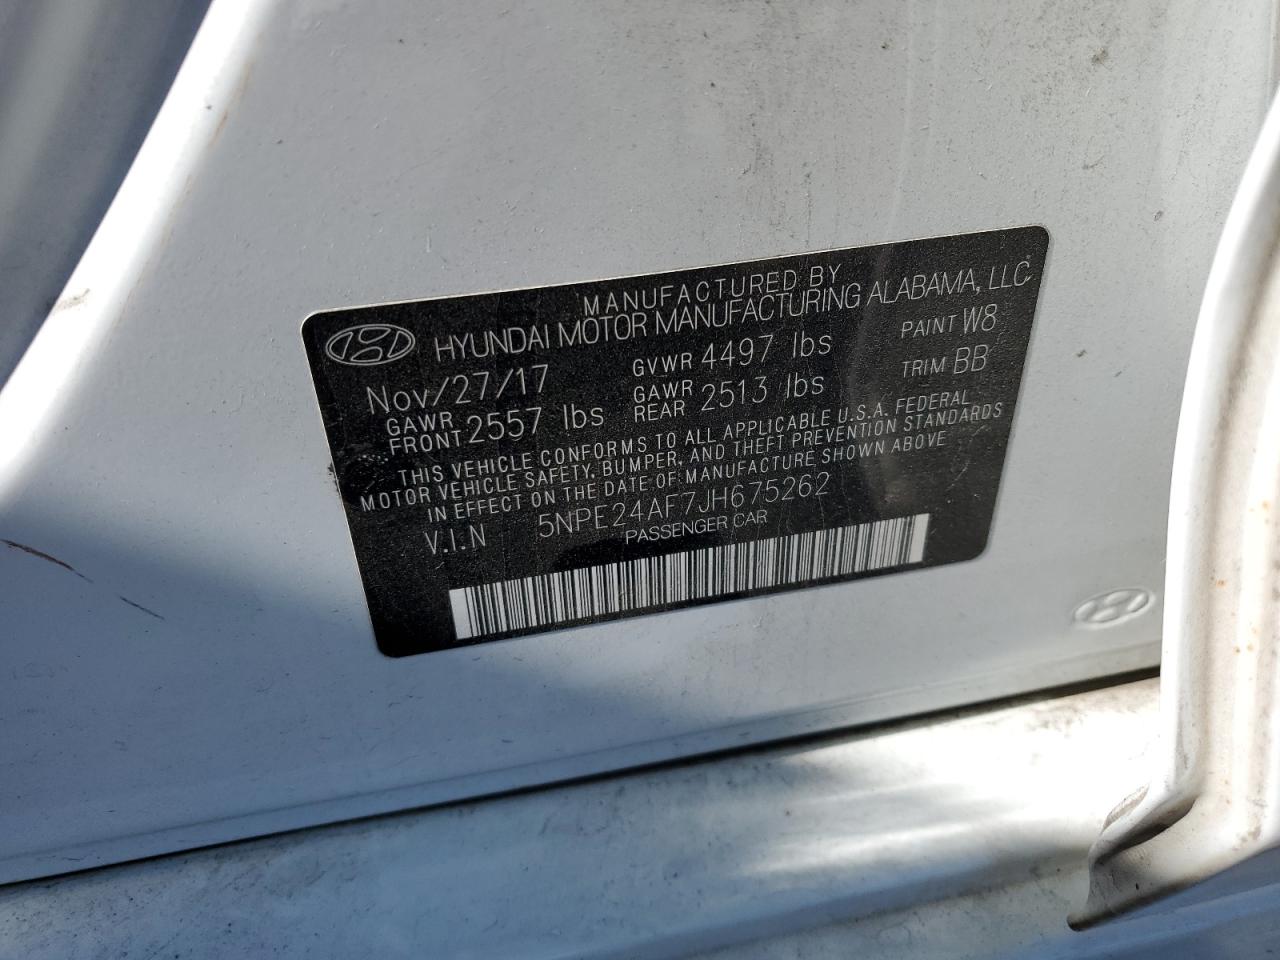 MANUFACTURED BY
HYUNDAI MOTOR MANUFACTURING ALABAMA, LLC
Nov/27/17 GVWR 4497 lbs PAINT W8
GAWR FRONT 2557 lbs GAWR REAR 2513 lbs TRIM BB
THIS VEHICLE CONFORMS TO ALL APPLICABLE U.S.A. FEDERAL
MOTOR VEHICLE SAFETY, BUMPER, AND THEFT PREVENTION STANDARDS
IN EFFECT ON THE DATE OF MANUFACTURE SHOWN ABOVE
V.I.N 5NPE24AF7JH675262
PASSENGER CAR